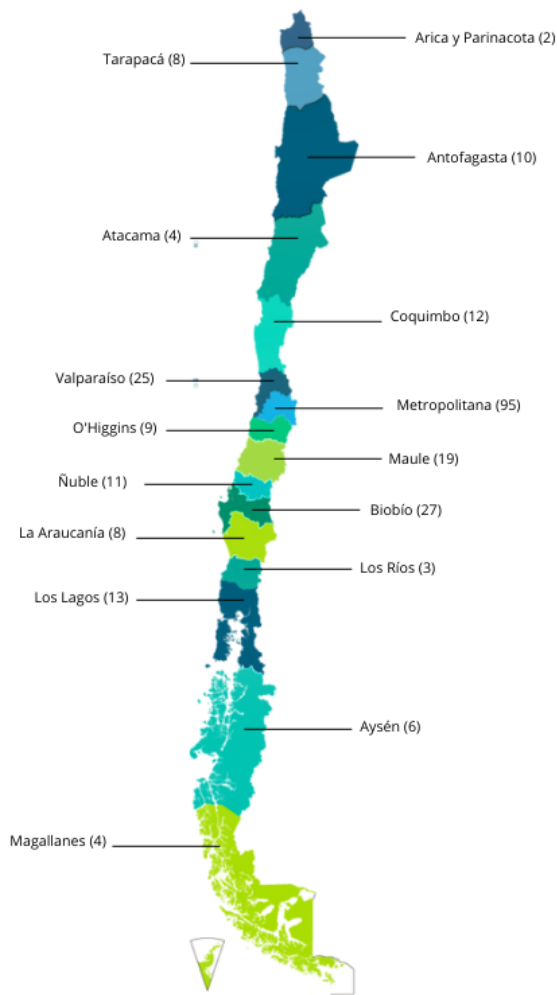 Arica y Parinacota (2)
Tarapacá (8)
Antofagasta (10)
Atacama (4)
Coquimbo (12)
Valparaíso (25)
Metropolitana (95)
O'Higgins (9)
Maule (19)
Ñuble (11)
Biobío (27)
La Araucanía (8)
Los Ríos (3)
Los Lagos (13)
Aysén (6)
Magallanes (4)